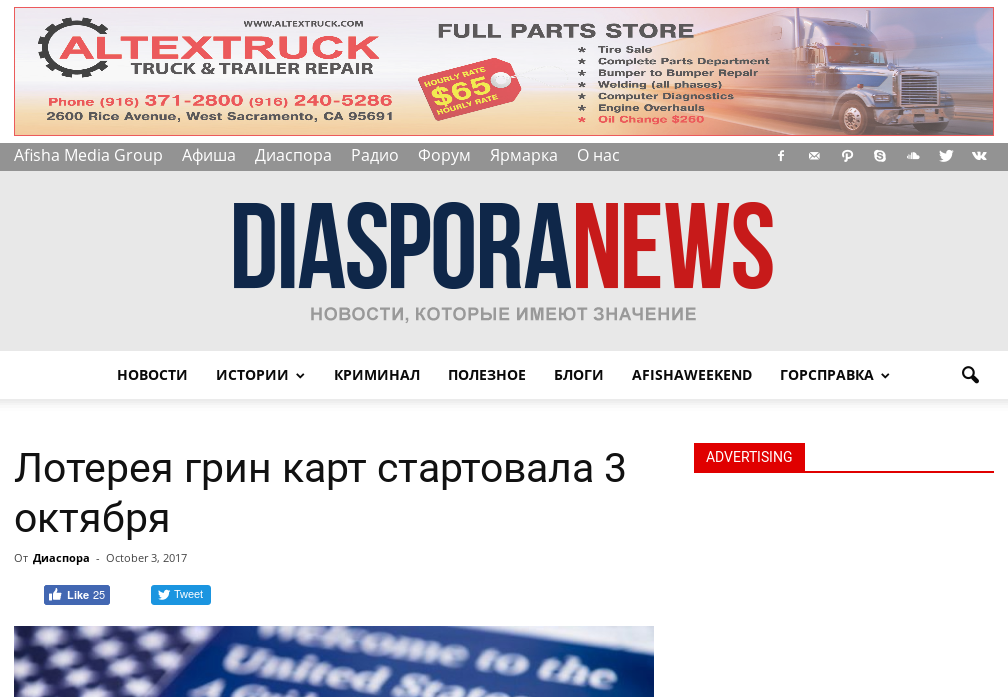 WWW.ALTEXTRUCK.COM
ALTEXTRUCK
TRUCK & TRAILER REPAIR
Phone (916) 371-2800 (916) 240-5286
2600 Rice Avenue, West Sacramento, CA 95691
HOURLY RATE
$65
HOURLY RATE
FULL PARTS STORE
* Tire Sale
* Complete Parts Department
* Bumper to Bumper Repair
* Welding (all phases)
* Computer Diagnostics
* Engine Overhauls
* Oil Change $260
Afisha Media Group Афиша Диаспора Радио Форум Ярмарка О нас
DIASPORANEWS
НОВОСТИ, КОТОРЫЕ ИМЕЮТ ЗНАЧЕНИЕ
НОВОСТИ ИСТОРИИ КРИМИНАЛ ПОЛЕЗНОЕ БЛОГИ AFISHAWEEKEND ГОРСПРАВКА
Лотерея грин карт стартовала 3
октября
От Диаспора - October 3, 2017
Like 25 Tweet
Welcome to the
United States
A Guide
ADVERTISING